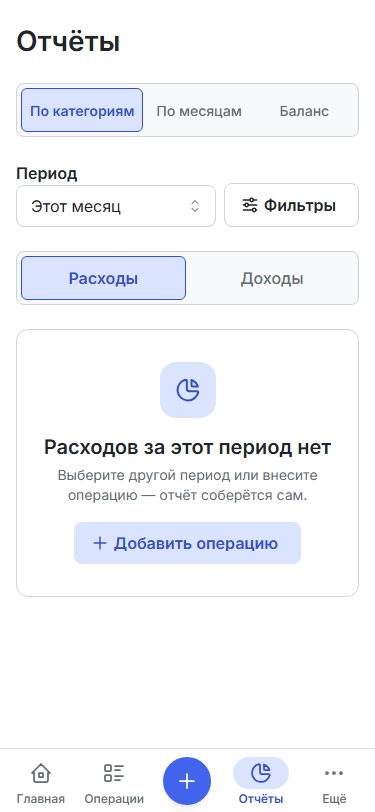 Отчёты
По категориям По месяцам Баланс
Период
Этот месяц Фильтры
Расходы Доходы
Расходов за этот период нет
Выберите другой период или внесите
операцию — отчёт соберётся сам.
Добавить операцию
Главная Операции Отчёты Ещё